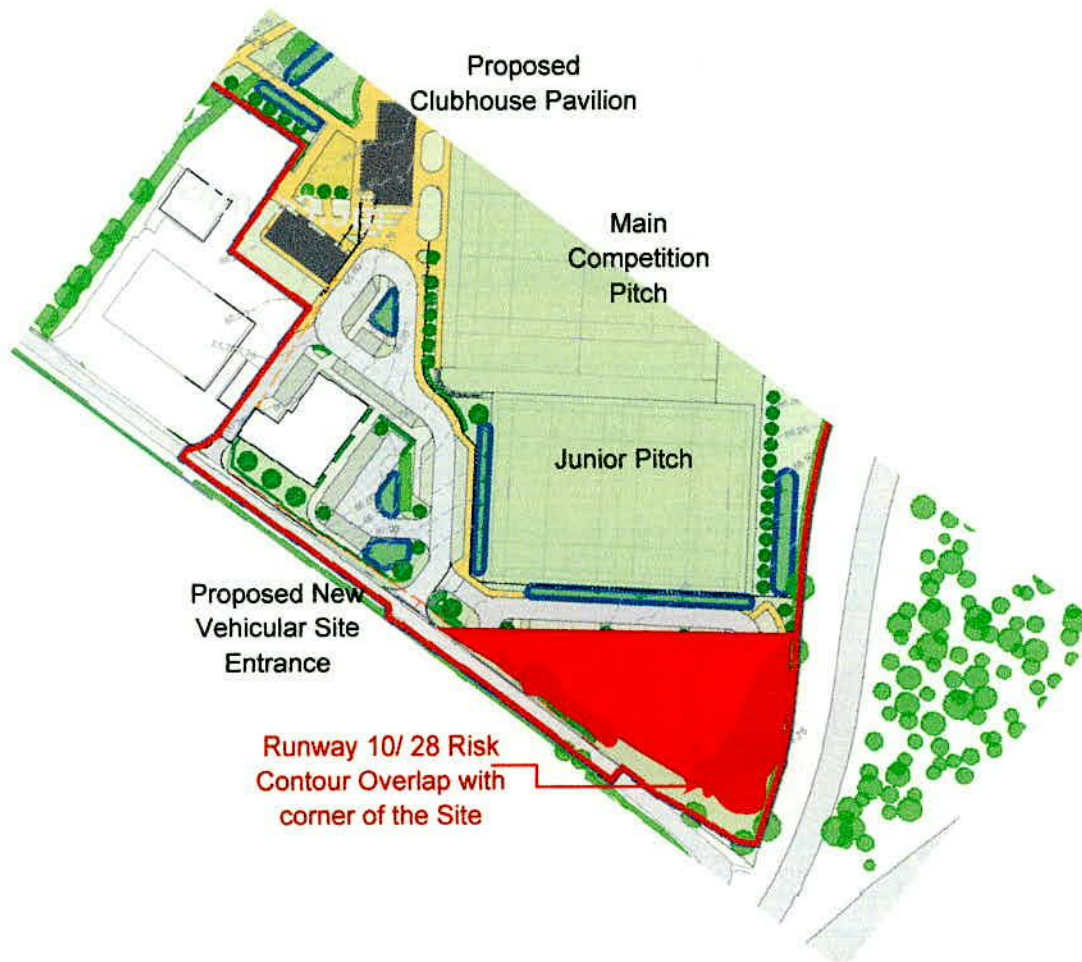 Proposed
Clubhouse Pavilion
Main
Competition
Pitch
Junior Pitch
Proposed New
Vehicular Site
Entrance
Runway 10/ 28 Risk
Contour Overlap with
corner of the Site